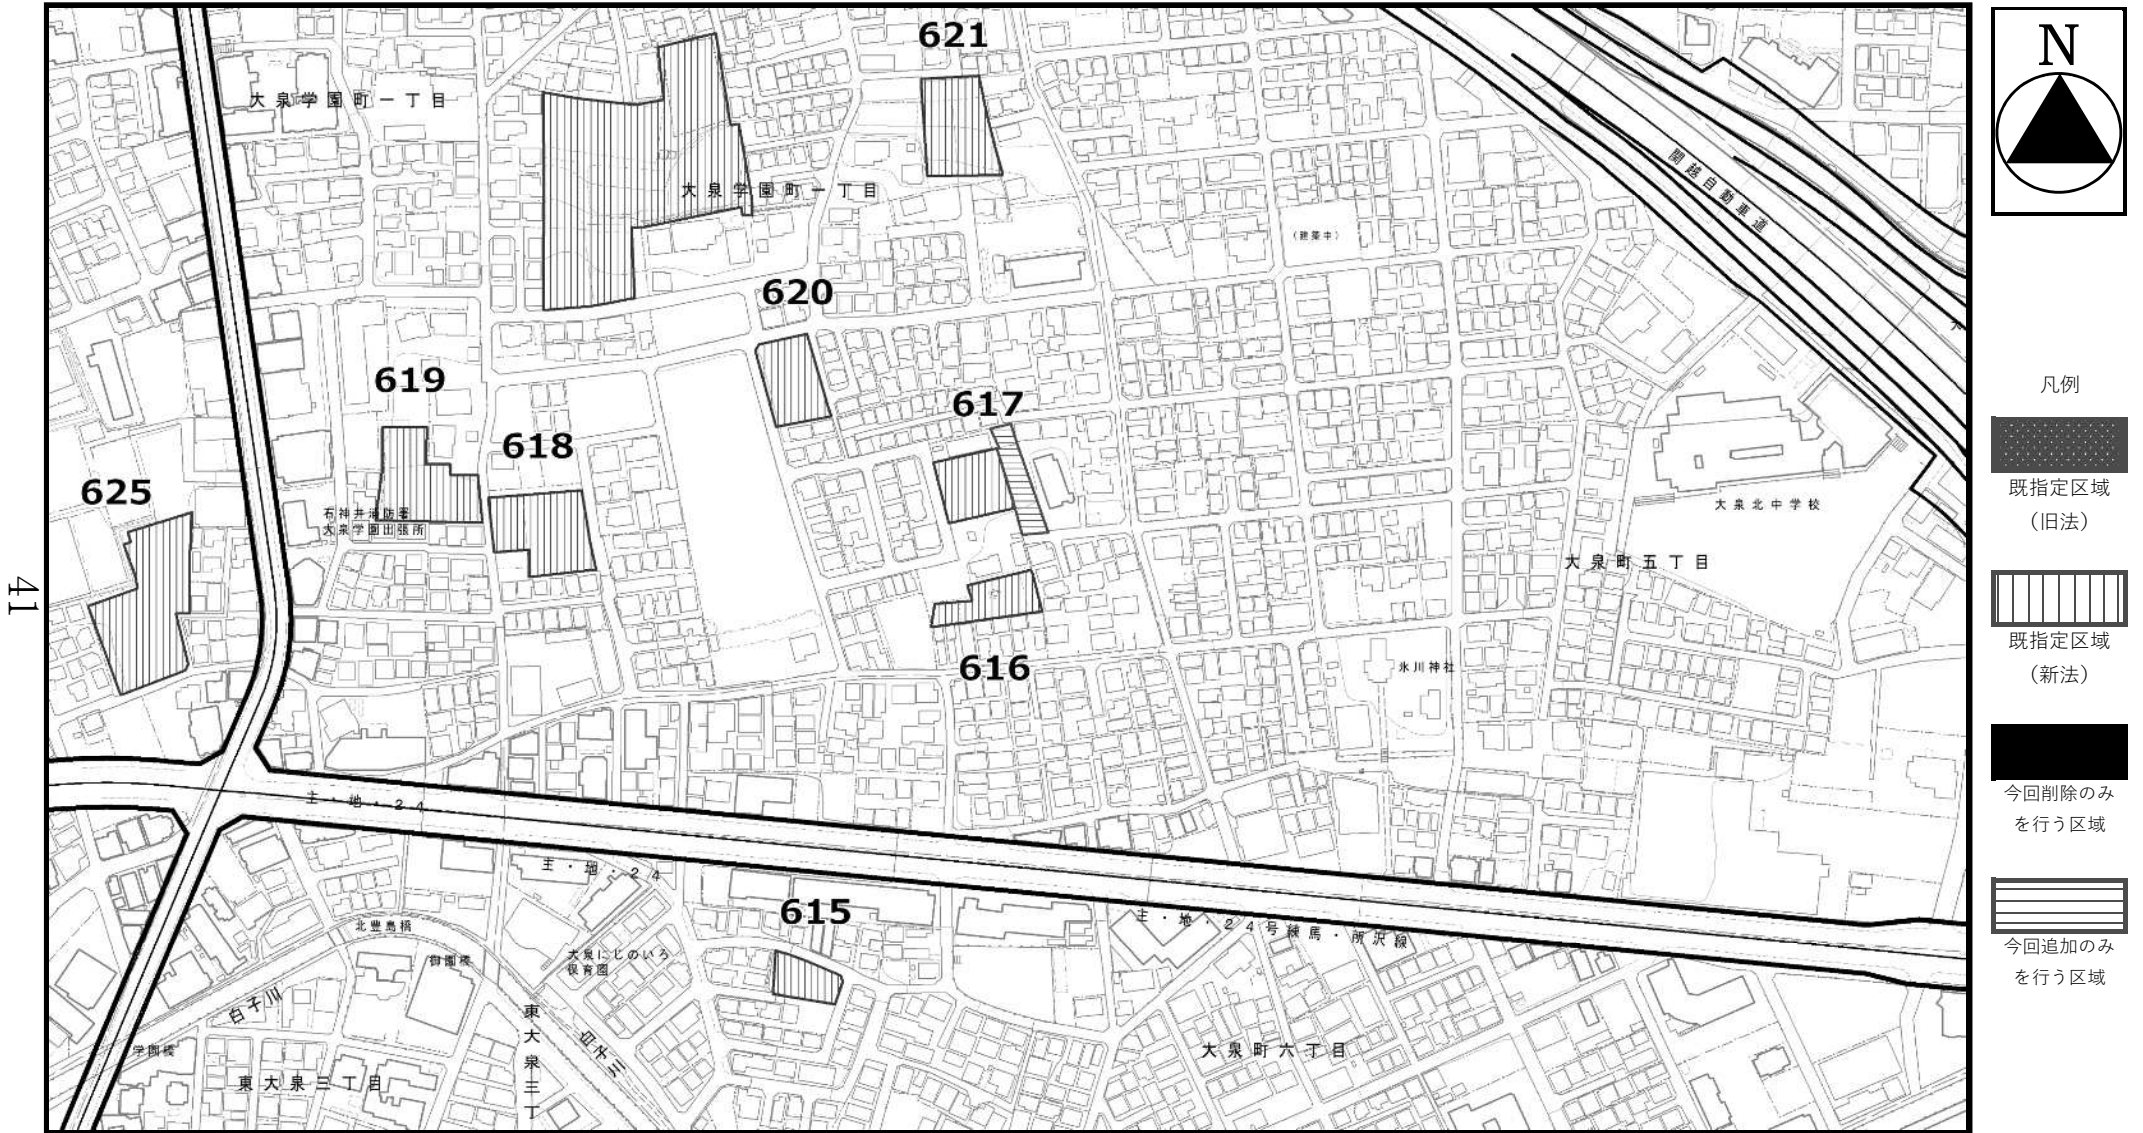 621
大泉学園町一丁目
大泉学園町一丁目
関越自動車道
(建築中)
620
619
617
618
625
石神井消防署
大泉学園出張所
大泉北中学校
大泉町五丁目
616
氷川神社
主・地・24
主・地・24
615
主・地・24号練馬・所沢線
北豊島橋
御園橋
大泉にじのいろ
保育園
白子川
白子川
東大泉三丁
学園橋
東大泉三丁目
大泉町六丁目
大
41
N
凡例
既指定区域
（旧法）
既指定区域
（新法）
今回削除のみ
を行う区域
今回追加のみ
を行う区域